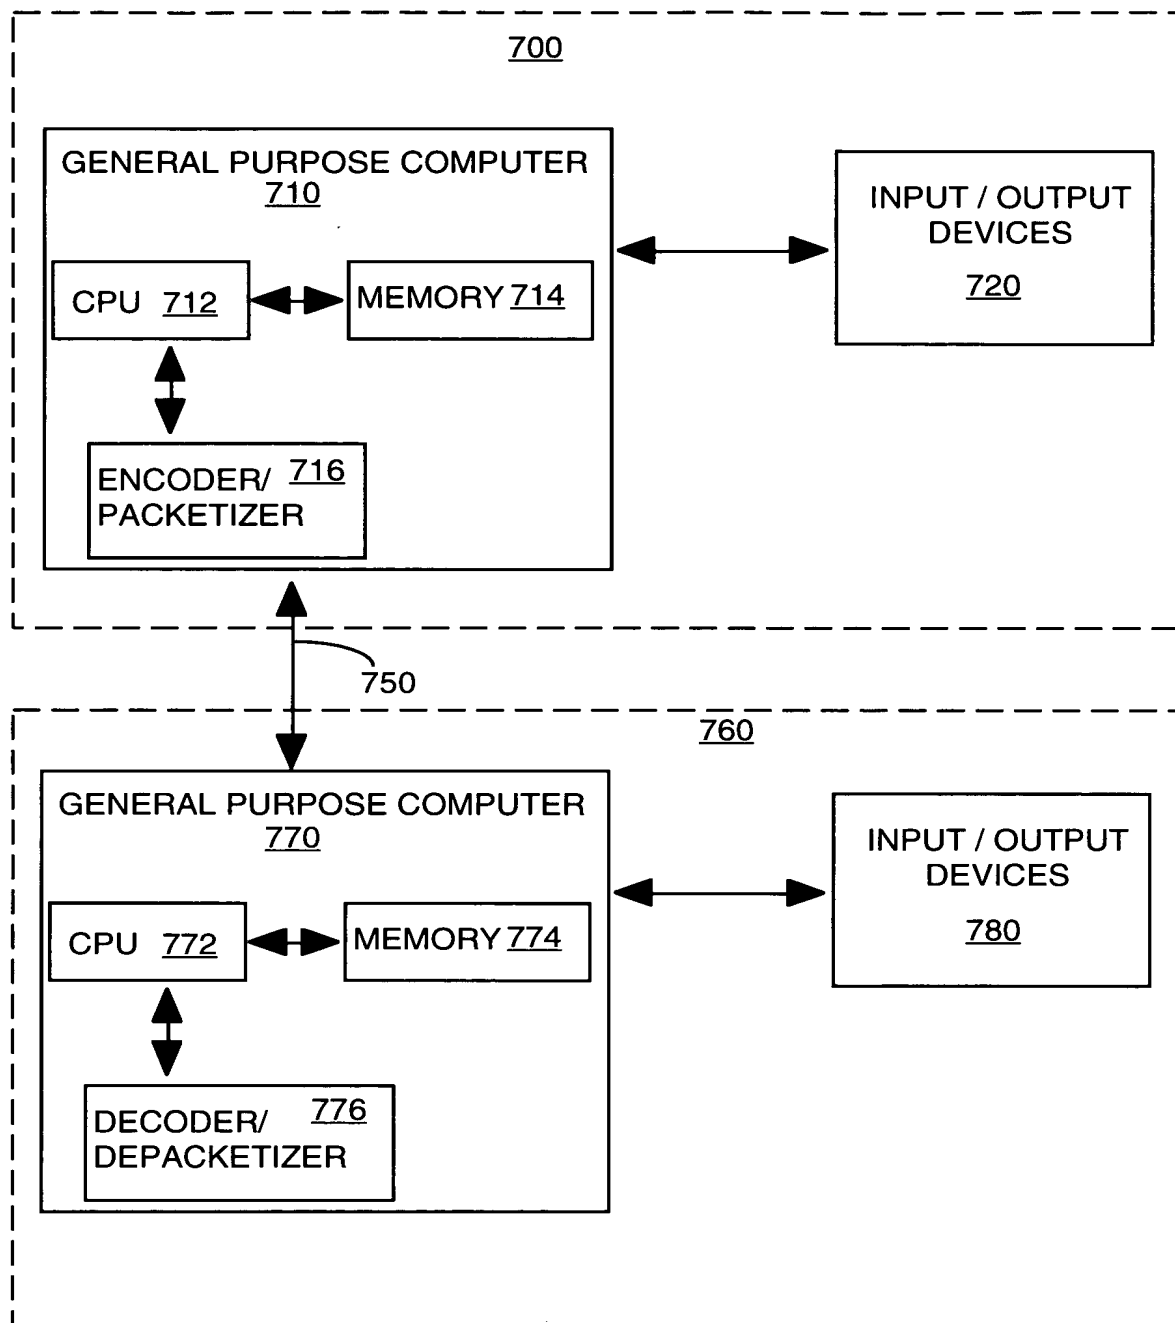 700
GENERAL PURPOSE COMPUTER
710
INPUT / OUTPUT
DEVICES
720
CPU 712
MEMORY 714
ENCODER/ 716
PACKETIZER
750
760
GENERAL PURPOSE COMPUTER
770
INPUT / OUTPUT
DEVICES
780
CPU 772
MEMORY 774
DECODER/ 776
DEPACKETIZER